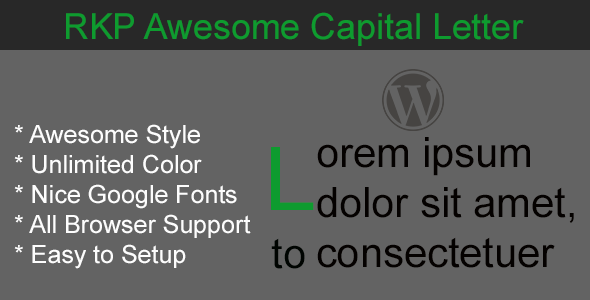 RKP Awesome Capital Letter
* Awesome Style
* Unlimited Color
* Nice Google Fonts
* All Browser Support
* Easy to Setup
W
Lorem ipsum
dolor sit amet,
to consectetuer